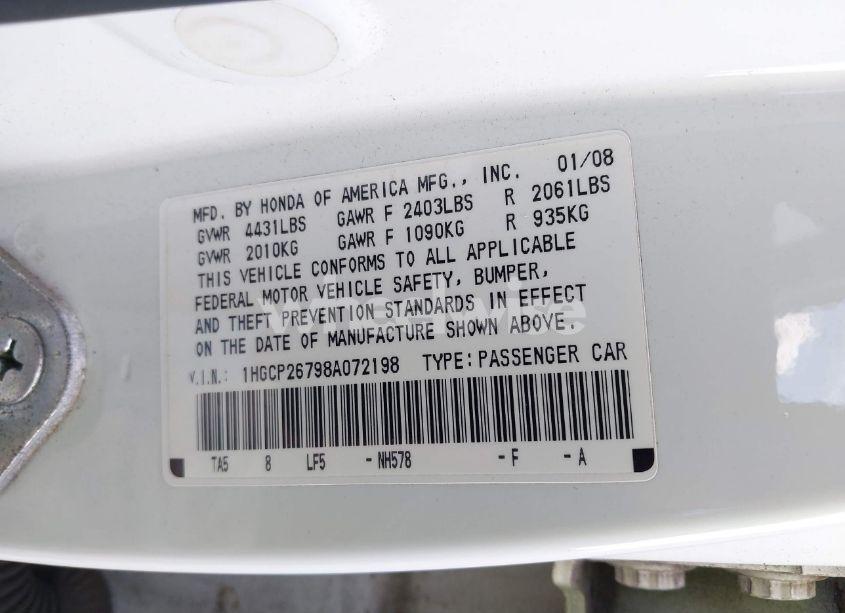 MFD. BY HONDA OF AMERICA MFG., INC. 01/08
GVWR 4431LBS GAWR F 2403LBS R 2061LBS
GVWR 2010KG GAWR F 1090KG R 935KG
THIS VEHICLE CONFORMS TO ALL APPLICABLE
FEDERAL MOTOR VEHICLE SAFETY, BUMPER,
AND THEFT PREVENTION STANDARDS IN EFFECT
ON THE DATE OF MANUFACTURE SHOWN ABOVE.
V.I.N.: 1HGCP26798A072198 TYPE: PASSENGER CAR
TA5 8 LF5 - NH578 - F - A
wheelwire